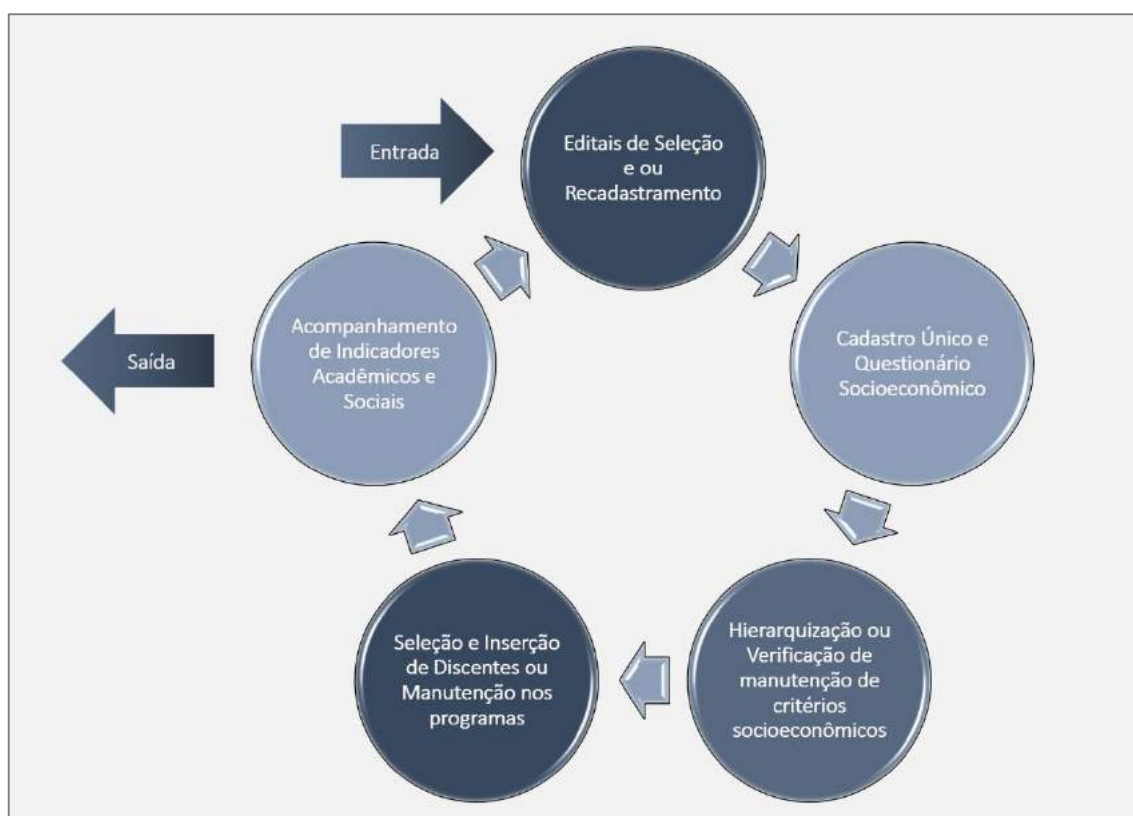 Entrada
Editais de Seleção
e ou
Recadastramento
Cadastro Único e
Questionário
Socioeconômico
Hierarquização ou
Verificação de
manutenção de
critérios
socioeconômicos
Seleção e Inserção
de Discentes ou
Manutenção nos
programas
Acompanhamento
de Indicadores
Acadêmicos e
Sociais
Saída